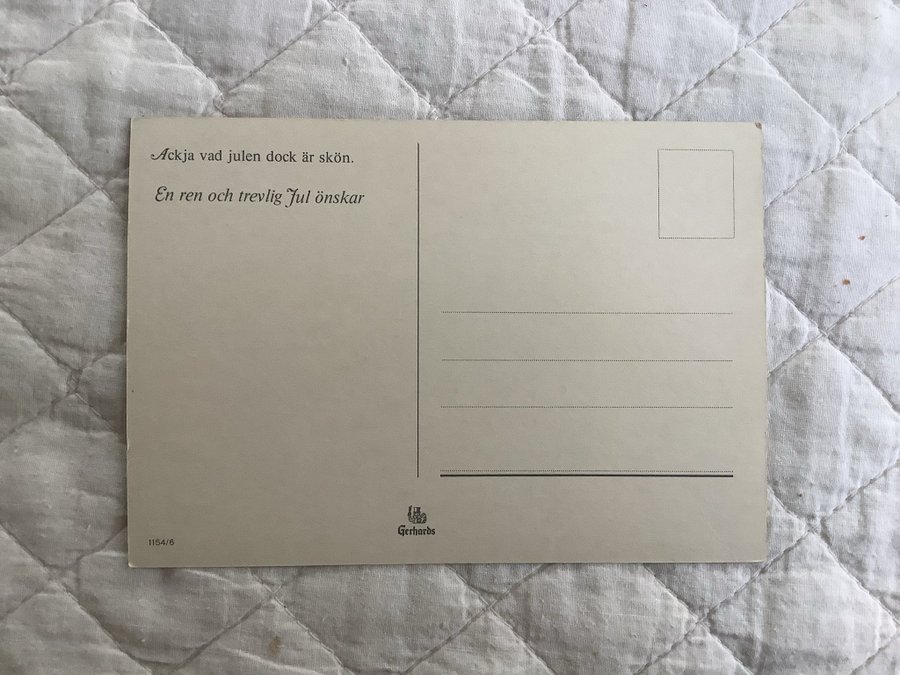 Ackja vad julen dock är skön.
En ren och trevlig Jul önskar
Gerhards
1154/6